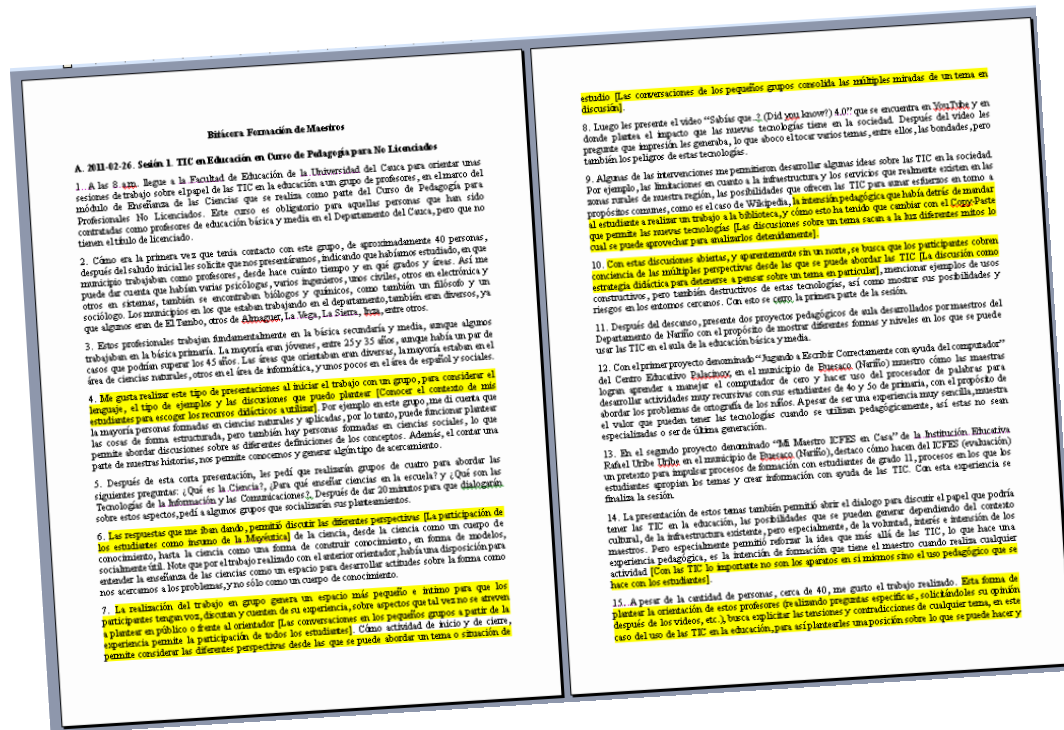 Bitácora Formación de Maestros
A. 2011-02-26. Sesión 1. TIC en Educación en Curso de Pedagogía para No Licenciados
1. A las 8 am. llegue a la Facultad de Educación de la Universidad del Cauca para orientar unas
sesiones de trabajo sobre el papel de las TIC en la educación a un grupo de profesores, en el marco del
módulo de Enseñanza de las Ciencias que se realiza como parte del Curso de Pedagogía para
Profesionales No Licenciados. Este curso es obligatorio para aquellas personas que han sido
contratadas como profesores de educación básica y media en el Departamento del Cauca, pero que no
tienen el título de licenciado.
2. Cómo era la primera vez que tenia contacto con este grupo, de aproximadamente 40 personas,
después del saludo inicial les solicite que nos presentáramos, indicando que habíamos estudiado, en que
municipio trabajaban como profesores, desde hace cuánto tiempo y en qué grados y áreas. Así me
puede dar cuenta que habían varias psicólogas, varios ingenieros, unos civiles, otros en electrónica y
otros en sistemas, también se encontraban biólogos y químicos, como también un filósofo y un
sociólogo. Los municipios en los que estaban trabajando en el departamento, también eran diversos, ya
que algunos eran de El Tambo, otros de Almaguer, La Vega, La Sierra, Inza, entre otros.
3. Estos profesionales trabajan fundamentalmente en la básica secundaría y media, aunque algunos
trabajaban en la básica primaría. La mayoría eran jóvenes, entre 25 y 35 años, aunque había un par de
casos que podrían superar los 45 años. Las áreas que orientaban eran diversas, la mayoría estaban en el
área de ciencias naturales, otros en el área de informática, y unos pocos en el área de español y sociales.
4. Me gusta realizar este tipo de presentaciones al iniciar el trabajo con un grupo, para considerar el
lenguaje, el tipo de ejemplos y las discusiones que puedo plantear [Conocer el contexto de mis
estudiantes para escoger los recursos didácticos a utilizar]. Por ejemplo en este grupo, me di cuenta que
la mayoría personas formadas en ciencias naturales y aplicadas, por lo tanto, puede funcionar plantear
las cosas de forma estructurada, pero también hay personas formadas en ciencias sociales, lo que
permite abordar discusiones sobre as diferentes definiciones de los conceptos. Además, el contar una
parte de nuestras historias, nos permite conocernos y generar algún tipo de acercamiento.
5. Después de esta corta presentación, les pedí que realizarán grupos de cuatro para abordar las
siguientes preguntas: ¿Qué es la Ciencia?, ¿Para qué enseñar ciencias en la escuela? y ¿Qué son las
Tecnologías de la Información y las Comunicaciones?. Después de dar 20 minutos para que dialogarán
sobre estos aspectos, pedí a algunos grupos que socializarán sus planteamientos.
6. Las respuestas que me iban dando, permitió discutir las diferentes perspectivas [La participación de
los estudiantes como insumo de la Mayéutica] de la ciencia, desde la ciencia como un cuerpo de
conocimiento, hasta la ciencia como una forma de construir conocimiento, en forma de modelos,
socialmente útil. Note que por el trabajo realizado con el anterior orientador, había una disposición para
entender la enseñanza de las ciencias como un espacio para desarrollar actitudes sobre la forma como
nos acercamos a los problemas, y no sólo como un cuerpo de conocimiento.
7. La realización del trabajo en grupo genera un espacio más pequeño e intimo para que los
participantes tengan voz, discutan y cuenten de su experiencia, sobre aspectos que tal vez no se atreven
a plantear en público o frente al orientador [Las conversaciones en los pequeños grupos a partir de la
experiencia permite la participación de todos los estudiantes]. Cómo actividad de inicio y de cierre,
permite considerar las diferentes perspectivas desde las que se puede abordar un tema o situación de
estudio [Las conversaciones de los pequeños grupos consolida las múltiples miradas de un tema en
discusión].
8. Luego les presente el video "Sabías que..? (Did you know?) 4.0" que se encuentra en YouTube y en
donde plantea el impacto que las nuevas tecnologías tiene en la sociedad. Después del video les
pregunte que impresión les generaba, lo que aboco el tocar varios temas, entre ellos, las bondades, pero
también los peligros de estas tecnologías.
9. Algunas de las intervenciones me permitieron desarrollar algunas ideas sobre las TIC en la sociedad.
Por ejemplo, las limitaciones en cuanto a la infraestructura y los servicios que realmente existen en las
zonas rurales de nuestra región, las posibilidades que ofrecen las TIC para aunar esfuerzos en torno a
propósitos comunes, como es el caso de Wikipedia, la intensión pedagógica que había detrás de mandar
al estudiante a realizar un trabajo a la biblioteca, y cómo esto ha tenido que cambiar con el Copy-Paste
que permite las nuevas tecnologías [Las discusiones sobre un tema sacan a la luz diferentes mitos lo
cual se puede aprovechar para analizarlos detenidamente].
10. Con estas discusiones abiertas, y aparentemente sin un norte, se busca que los participantes cobren
conciencia de las múltiples perspectivas desde las que se puede abordar las TIC [La discusión como
estrategia didáctica para detenerse a pensar sobre un tema en particular], mencionar ejemplos de usos
constructivos, pero también destructivos de estas tecnologías, así como mostrar sus posibilidades y
riesgos en los entornos cercanos. Con esto se cerro, la primera parte de la sesión.
11. Después del descanso, presente dos proyectos pedagógicos de aula desarrollados por maestros del
Departamento de Nariño con el propósito de mostrar diferentes formas y niveles en los que se puede
usar las TIC en el aula de la educación básica y media.
12. Con el primer proyecto denominado "Jugando a Escribir Correctamente con ayuda del computador"
del Centro Educativo Palacinoy, en el municipio de Buesaco (Nariño) muestro cómo las maestras
logran aprender a manejar el computador de cero y hacer uso del procesador de palabras para
desarrollar actividades muy recursivas con sus estudiantes de 4o y 5o de primaria, con el propósito de
abordar los problemas de ortografía de los niños. A pesar de ser una experiencia muy sencilla, muestra
el valor que pueden tener las tecnologías cuando se utilizan pedagógicamente, así estas no sean
especializadas o ser de última generación.
13. En el segundo proyecto denominado "Mi Maestro ICFES en Casa" de la Institución Educativa
Rafael Uribe Uribe en el municipio de Buesaco (Nariño), destaco cómo hacen del ICFES (evaluación)
un pretexto para impulsar procesos de formación con estudiantes de grado 11, procesos en los que los
estudiantes apropian los temas y crear información con ayuda de las TIC. Con esta experiencia se
finaliza la sesión.
14. La presentación de estos temas también permitió abrir el dialogo para discutir el papel que podría
tener las TIC en la educación, las posibilidades que se pueden generar dependiendo del contexto
cultural, de la infraestructura existente, pero especialmente, de la voluntad, interés e intensión de los
maestros. Pero especialmente permitió reforzar la idea que más allá de las TIC, lo que hace una
experiencia pedagógica, es la intención de formación que tiene el maestro cuando realiza cualquier
actividad [Con las TIC lo importante no son los aparatos en sí mismos sino el uso pedagógico que se
hace con los estudiantes].
15. A pesar de la cantidad de personas, cerca de 40, me gusto el trabajo realizado. Esta forma de
plantear la orientación de estos profesores (realizando preguntas especificas, solicitándoles su opinión
después de los videos, etc.), busca explicitar las tensiones y contradicciones de cualquier tema, en este
caso del uso de las TIC en la educación, para así plantearles una posición sobre lo que se puede hacer y